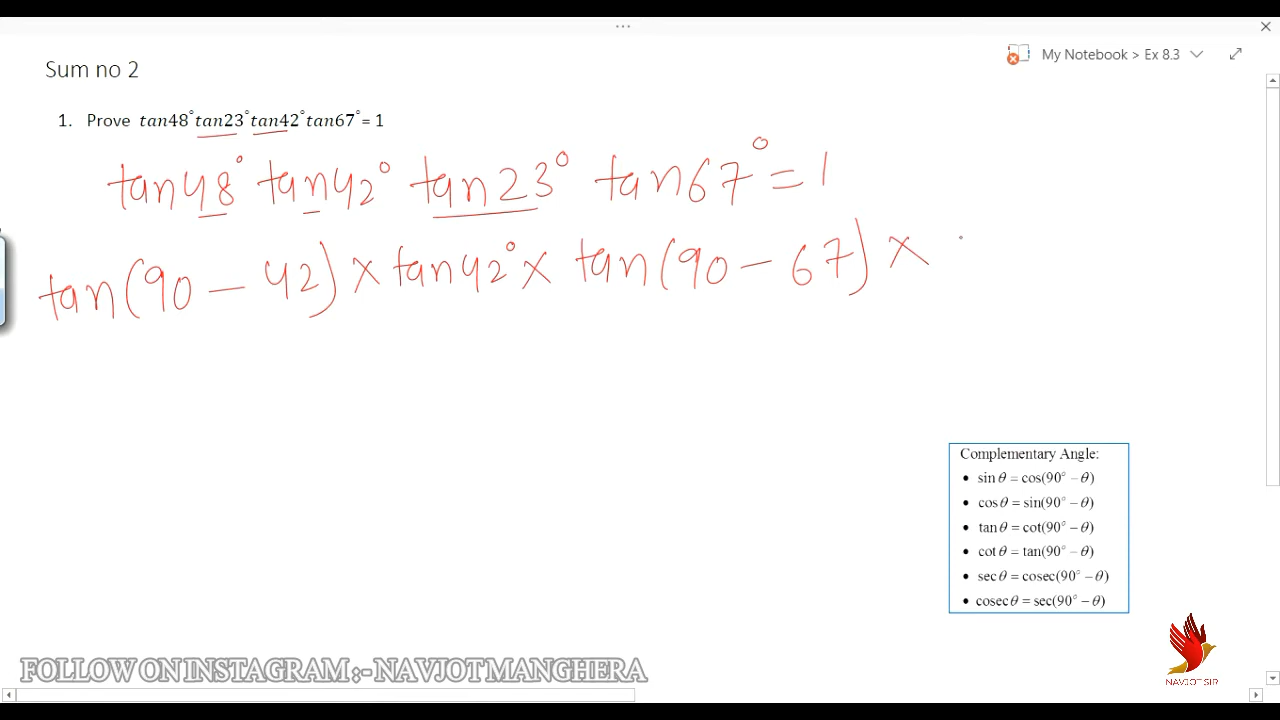 My Notebook > Ex 8.3
Sum no 2
1. Prove tan48°tan23°tan42°tan67°= 1
tan48° tan42° tan23° tan67° = 1
tan(90 - 42) × tan42° × tan(90 - 67) ×
Complementary Angle:
• sin θ = cos(90° - θ)
• cos θ = sin(90° - θ)
• tan θ = cot(90° - θ)
• cot θ = tan(90° - θ)
• sec θ = cosec(90° - θ)
• cosec θ = sec(90° - θ)
FOLLOW ON INSTAGRAM :- NAVJOT MANGHERA
NAVJOT SIR